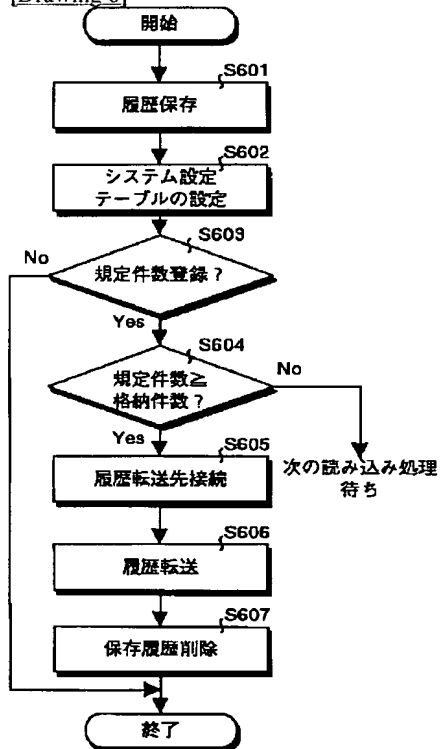 開始
S601
履歴保存
S602
システム設定
テーブルの設定
S603
No
規定件数登録？
Yes
S604
規定件数≧
格納件数？
No
Yes
S605
履歴転送先接続
次の読み込み処理
待ち
S606
履歴転送
S607
保存履歴削除
終了